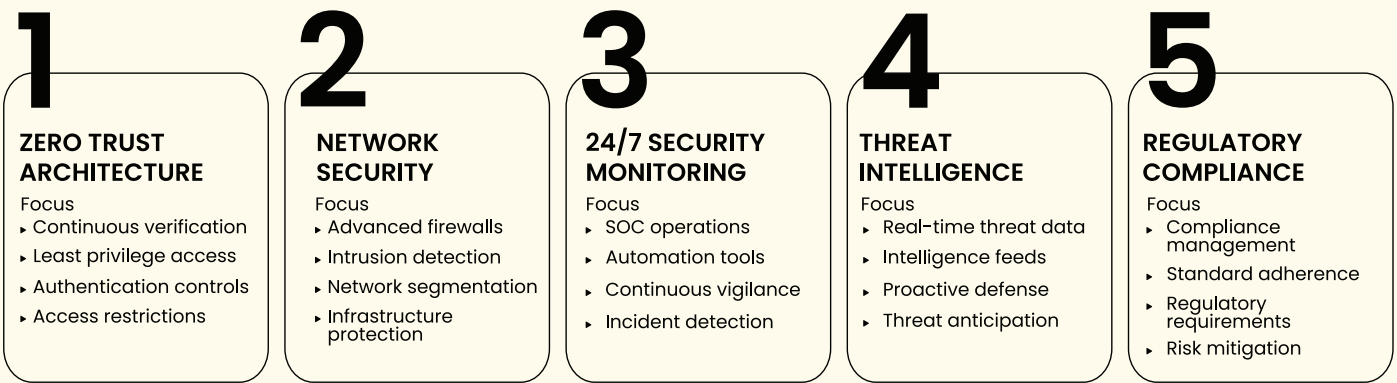 1
ZERO TRUST
ARCHITECTURE
Focus
Continuous verification
Least privilege access
Authentication controls
Access restrictions
2
NETWORK
SECURITY
Focus
Advanced firewalls
Intrusion detection
Network segmentation
Infrastructure
protection
3
24/7 SECURITY
MONITORING
Focus
SOC operations
Automation tools
Continuous vigilance
Incident detection
4
THREAT
INTELLIGENCE
Focus
Real-time threat data
Intelligence feeds
Proactive defense
Threat anticipation
5
REGULATORY
COMPLIANCE
Focus
Compliance
management
Standard adherence
Regulatory
requirements
Risk mitigation